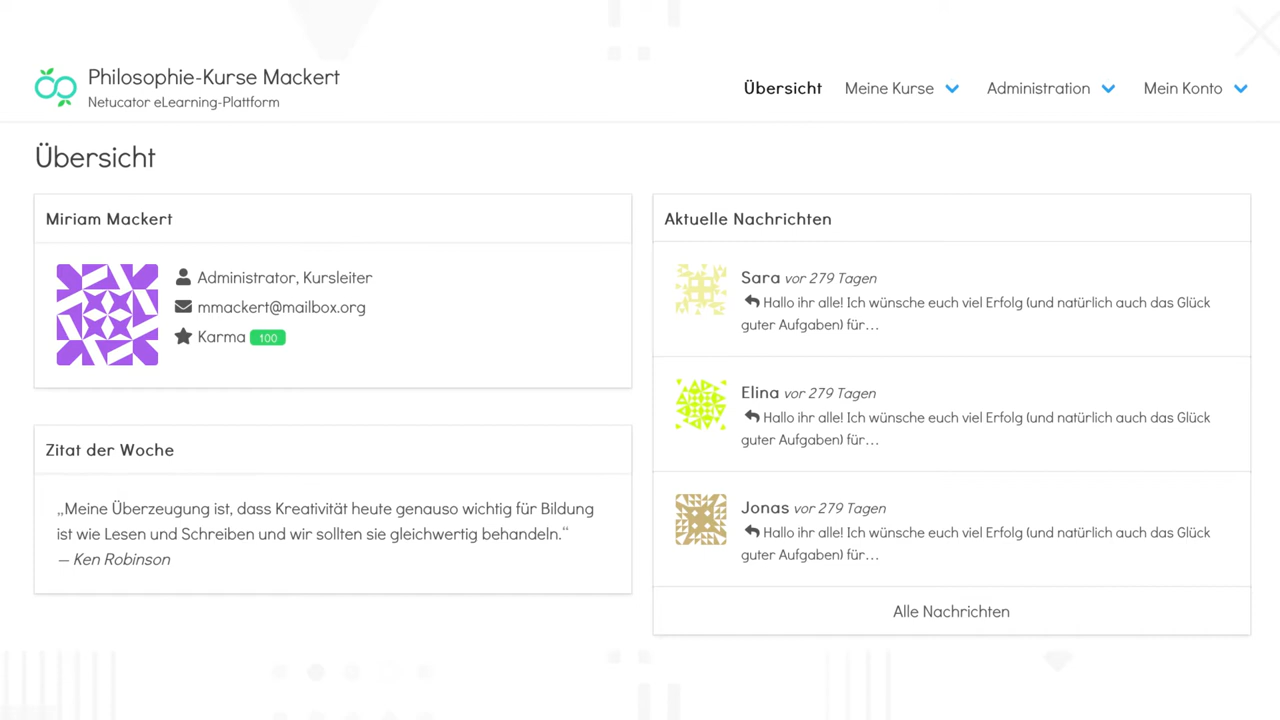 Philosophie-Kurse Mackert
Netucator eLearning-Plattform
Übersicht
Meine Kurse
Administration
Mein Konto
Übersicht
Miriam Mackert
Administrator, Kursleiter
mmackert@mailbox.org
Karma 100
Zitat der Woche
„Meine Überzeugung ist, dass Kreativität heute genauso wichtig für Bildung
ist wie Lesen und Schreiben und wir sollten sie gleichwertig behandeln.“
— Ken Robinson
Aktuelle Nachrichten
Sara vor 279 Tagen
Hallo ihr alle! Ich wünsche euch viel Erfolg (und natürlich auch das Glück
guter Aufgaben) für…
Elina vor 279 Tagen
Hallo ihr alle! Ich wünsche euch viel Erfolg (und natürlich auch das Glück
guter Aufgaben) für…
Jonas vor 279 Tagen
Hallo ihr alle! Ich wünsche euch viel Erfolg (und natürlich auch das Glück
guter Aufgaben) für…
Alle Nachrichten